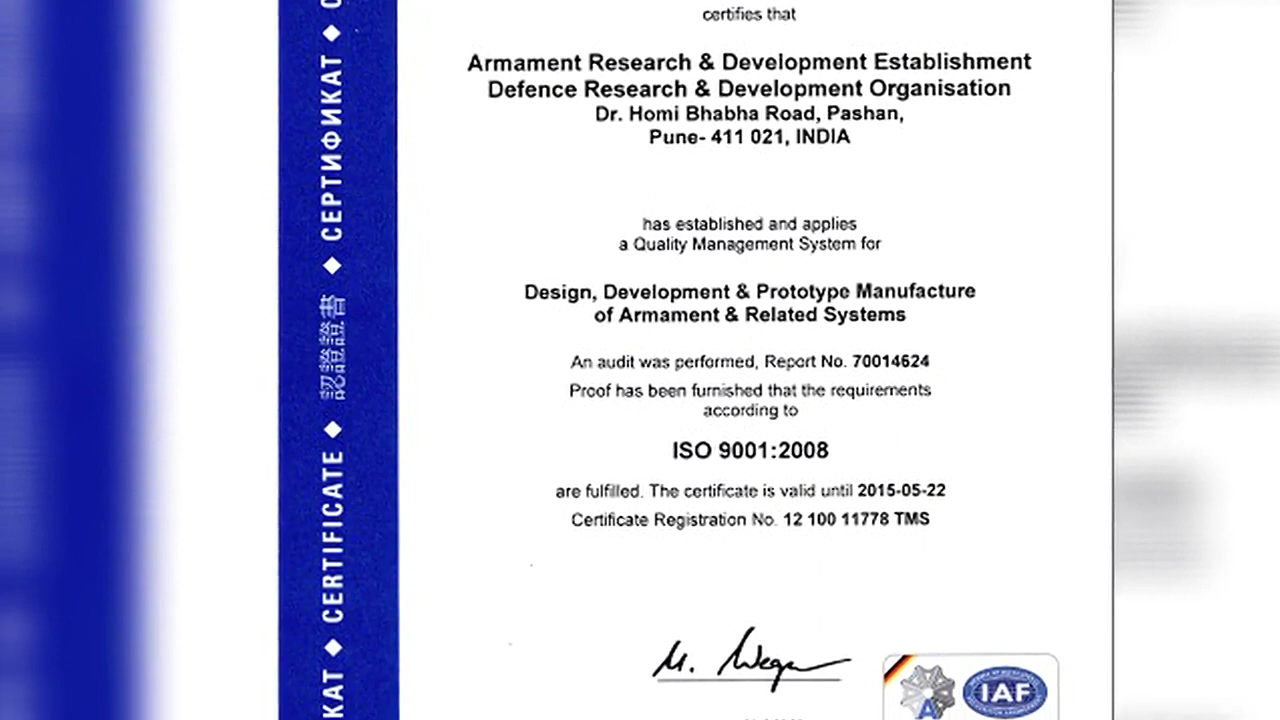 certifies that
Armament Research & Development Establishment
Defence Research & Development Organisation
Dr. Homi Bhabha Road, Pashan,
Pune- 411 021, INDIA
has established and applies
a Quality Management System for
Design, Development & Prototype Manufacture
of Armament & Related Systems
An audit was performed, Report No. 70014624
Proof has been furnished that the requirements
according to
ISO 9001:2008
are fulfilled. The certificate is valid until 2015-05-22
Certificate Registration No. 12 100 11778 TMS
КАТ ◆ CERTIFICATE ◆ 認證證書 ◆ СЕРТИФИКАТ ◆
IAF